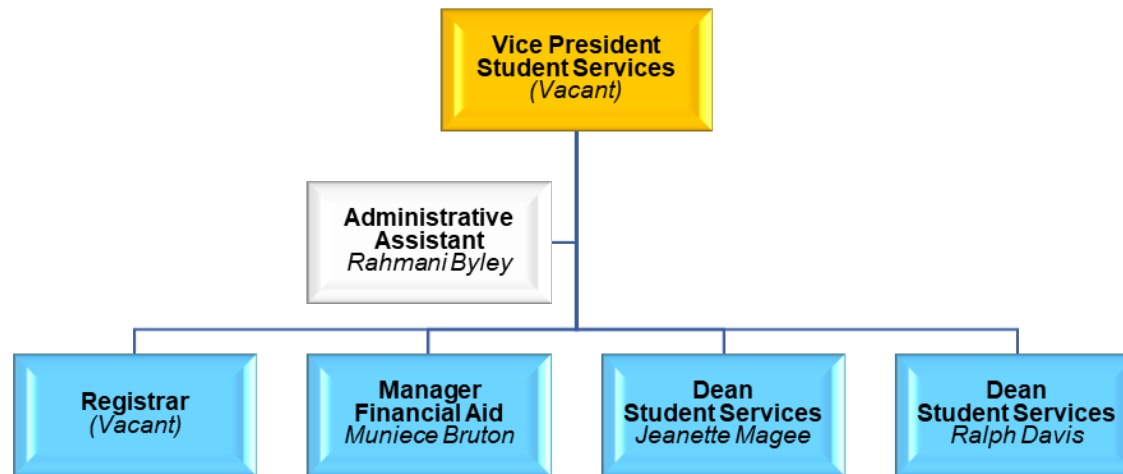 Vice President
Student Services
(Vacant)
Administrative
Assistant
Rahmani Byley
Registrar
(Vacant)
Manager
Financial Aid
Muniece Bruton
Dean
Student Services
Jeanette Magee
Dean
Student Services
Ralph Davis